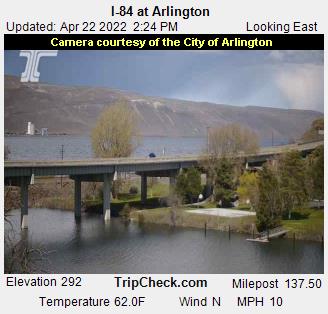 I-84 at Arlington
Updated: Apr 22 2022 2:24 PM Looking East
Camera courtesy of the City of Arlington
Elevation 292 TripCheck.com Milepost 137.50
Temperature 62.0F Wind N MPH 10